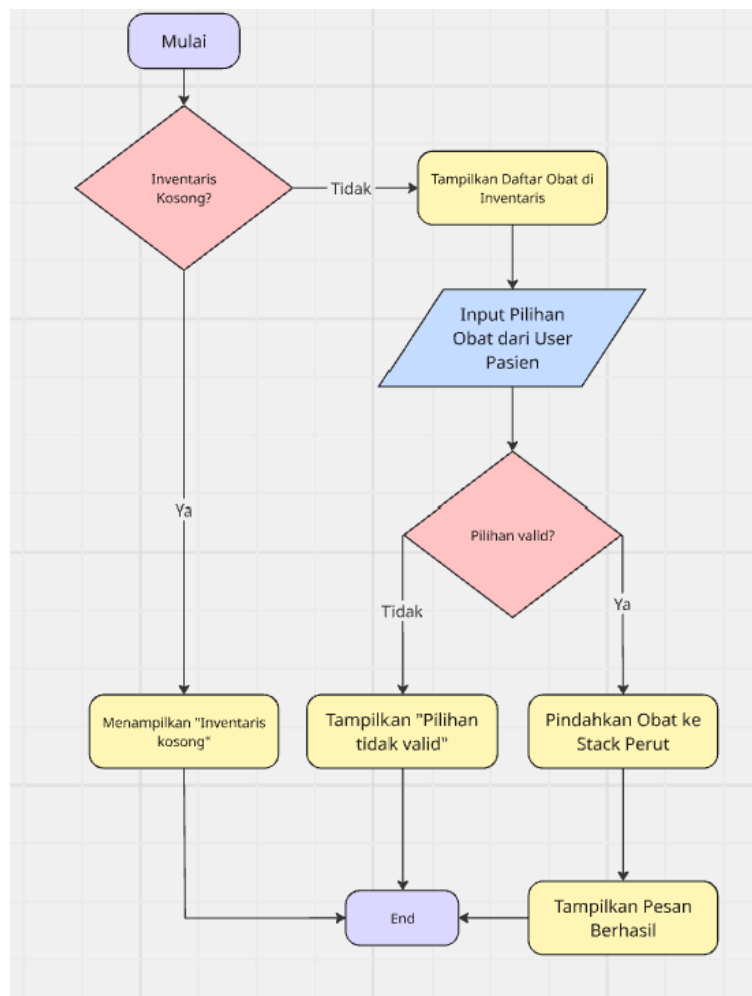 Mulai
Inventaris
Kosong?
Tidak
Tampilkan Daftar Obat di
Inventaris
Input Pilihan
Obat dari User
Pasien
Ya
Pilihan valid?
Tidak
Ya
Menampilkan "Inventaris
kosong"
Tampilkan "Pilihan
tidak valid"
Pindahkan Obat ke
Stack Perut
End
Tampilkan Pesan
Berhasil